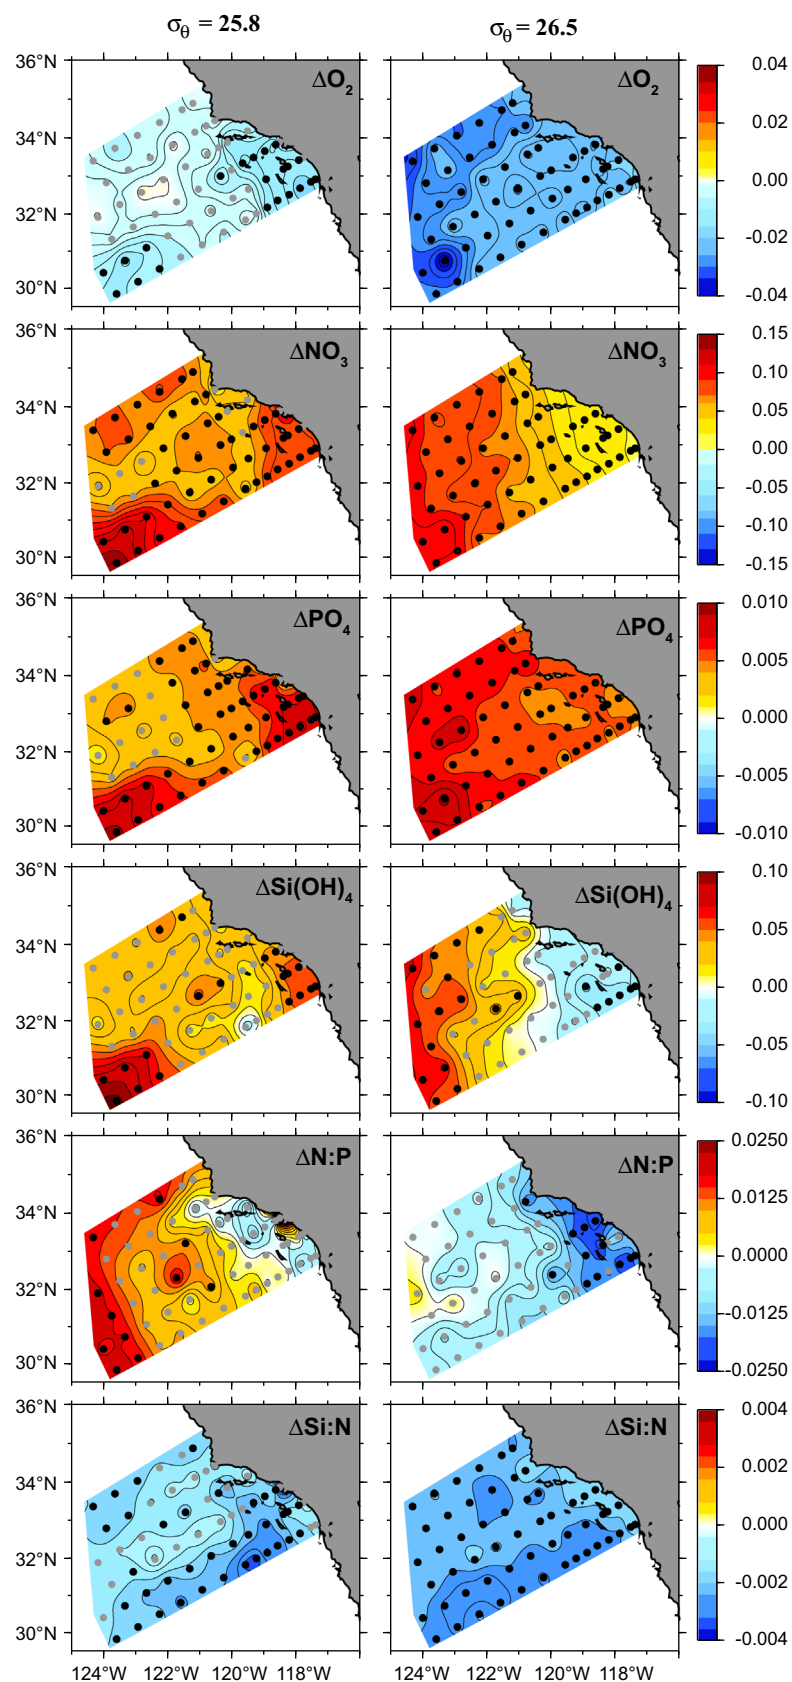 σθ = 25.8 σθ = 26.5
36°N ΔO2 ΔO2 0.04
34°N 0.02
0.00
32°N -0.02
30°N -0.04
36°N ΔNO3 ΔNO3 0.15
0.10
34°N 0.05
0.00
32°N -0.05
-0.10
30°N -0.15
36°N ΔPO4 ΔPO4 0.010
34°N 0.005
0.000
32°N -0.005
30°N -0.010
36°N ΔSi(OH)4 ΔSi(OH)4 0.10
34°N 0.05
0.00
32°N -0.05
30°N -0.10
36°N ΔN:P ΔN:P 0.0250
34°N 0.0125
0.0000
32°N -0.0125
30°N -0.0250
36°N ΔSi:N ΔSi:N 0.004
34°N 0.002
0.000
32°N -0.002
30°N -0.004
124°W 122°W 120°W 118°W 124°W 122°W 120°W 118°W